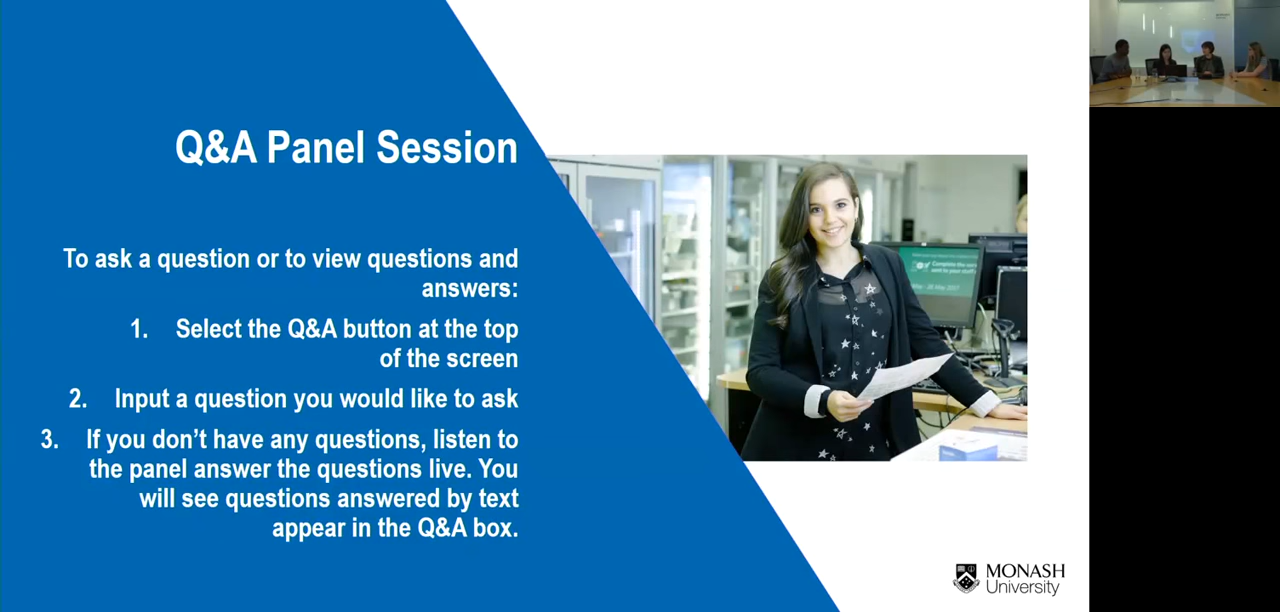 Q&A Panel Session
To ask a question or to view questions and
answers:
1. Select the Q&A button at the top
of the screen
2. Input a question you would like to ask
3. If you don’t have any questions, listen to
the panel answer the questions live. You
will see questions answered by text
appear in the Q&A box.
MONASH
University